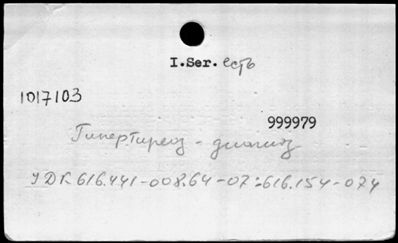 I.Ser. есть
1017103
999979
Гипертиреоз - диагноз
УДК 616.441-008.64-07:616.154-074